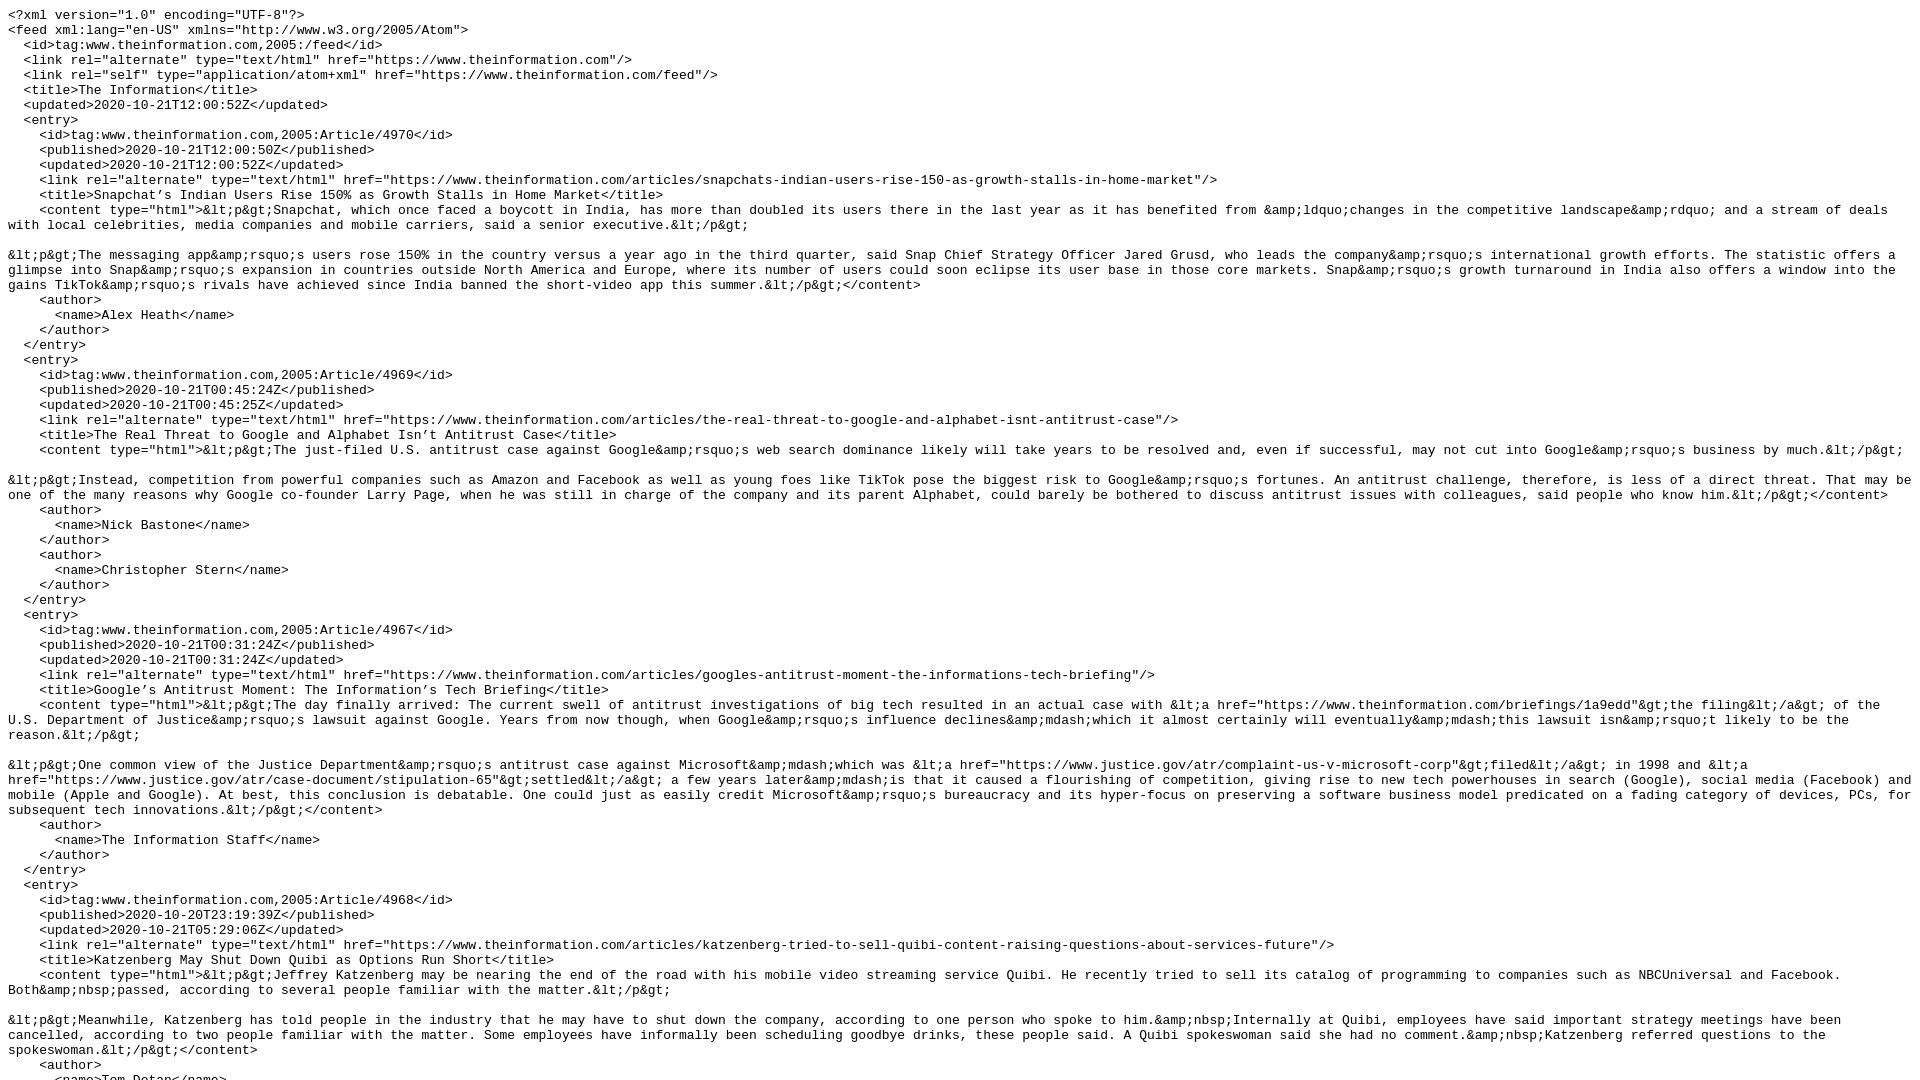 <?xml version="1.0" encoding="UTF-8"?>
<feed xml:lang="en-US" xmlns="http://www.w3.org/2005/Atom">
<id>tag:www.theinformation.com,2005:/feed</id>
<link rel="alternate" type="text/html" href="https://www.theinformation.com"/>
<link rel="self" type="application/atom+xml" href="https://www.theinformation.com/feed"/>
<title>The Information</title>
<updated>2020-10-21T12:00:52Z</updated>
<entry>
<id>tag:www.theinformation.com,2005:Article/4970</id>
<published>2020-10-21T12:00:50Z</published>
<updated>2020-10-21T12:00:52Z</updated>
<link rel="alternate" type="text/html" href="https://www.theinformation.com/articles/snapchats-indian-users-rise-150-as-growth-stalls-in-home-market"/>
<title>Snapchat’s Indian Users Rise 150% as Growth Stalls in Home Market</title>
<content type="html">&lt;p&gt;Snapchat, which once faced a boycott in India, has more than doubled its users there in the last year as it has benefited from &amp;ldquo;changes in the competitive landscape&amp;rdquo; and a stream of deals
with local celebrities, media companies and mobile carriers, said a senior executive.&lt;/p&gt;
&lt;p&gt;The messaging app&amp;rsquo;s users rose 150% in the country versus a year ago in the third quarter, said Snap Chief Strategy Officer Jared Grusd, who leads the company&amp;rsquo;s international growth efforts. The statistic offers a
glimpse into Snap&amp;rsquo;s expansion in countries outside North America and Europe, where its number of users could soon eclipse its user base in those core markets. Snap&amp;rsquo;s growth turnaround in India also offers a window into the
gains TikTok&amp;rsquo;s rivals have achieved since India banned the short-video app this summer.&lt;/p&gt;</content>
<author>
<name>Alex Heath</name>
</author>
</entry>
<entry>
<id>tag:www.theinformation.com,2005:Article/4969</id>
<published>2020-10-21T00:45:24Z</published>
<updated>2020-10-21T00:45:25Z</updated>
<link rel="alternate" type="text/html" href="https://www.theinformation.com/articles/the-real-threat-to-google-and-alphabet-isnt-antitrust-case"/>
<title>The Real Threat to Google and Alphabet Isn’t Antitrust Case</title>
<content type="html">&lt;p&gt;The just-filed U.S. antitrust case against Google&amp;rsquo;s web search dominance likely will take years to be resolved and, even if successful, may not cut into Google&amp;rsquo;s business by much.&lt;/p&gt;
&lt;p&gt;Instead, competition from powerful companies such as Amazon and Facebook as well as young foes like TikTok pose the biggest risk to Google&amp;rsquo;s fortunes. An antitrust challenge, therefore, is less of a direct threat. That may be
one of the many reasons why Google co-founder Larry Page, when he was still in charge of the company and its parent Alphabet, could barely be bothered to discuss antitrust issues with colleagues, said people who know him.&lt;/p&gt;</content>
<author>
<name>Nick Bastone</name>
</author>
<author>
<name>Christopher Stern</name>
</author>
</entry>
<entry>
<id>tag:www.theinformation.com,2005:Article/4967</id>
<published>2020-10-21T00:31:24Z</published>
<updated>2020-10-21T00:31:24Z</updated>
<link rel="alternate" type="text/html" href="https://www.theinformation.com/articles/googles-antitrust-moment-the-informations-tech-briefing"/>
<title>Google’s Antitrust Moment: The Information’s Tech Briefing</title>
<content type="html">&lt;p&gt;The day finally arrived: The current swell of antitrust investigations of big tech resulted in an actual case with &lt;a href="https://www.theinformation.com/briefings/1a9edd"&gt;the filing&lt;/a&gt; of the
U.S. Department of Justice&amp;rsquo;s lawsuit against Google. Years from now though, when Google&amp;rsquo;s influence declines&amp;mdash;which it almost certainly will eventually&amp;mdash;this lawsuit isn&amp;rsquo;t likely to be the
reason.&lt;/p&gt;
&lt;p&gt;One common view of the Justice Department&amp;rsquo;s antitrust case against Microsoft&amp;mdash;which was &lt;a href="https://www.justice.gov/atr/complaint-us-v-microsoft-corp"&gt;filed&lt;/a&gt; in 1998 and &lt;a
href="https://www.justice.gov/atr/case-document/stipulation-65"&gt;settled&lt;/a&gt; a few years later&amp;mdash;is that it caused a flourishing of competition, giving rise to new tech powerhouses in search (Google), social media (Facebook) and
mobile (Apple and Google). At best, this conclusion is debatable. One could just as easily credit Microsoft&amp;rsquo;s bureaucracy and its hyper-focus on preserving a software business model predicated on a fading category of devices, PCs, for
subsequent tech innovations.&lt;/p&gt;</content>
<author>
<name>The Information Staff</name>
</author>
</entry>
<entry>
<id>tag:www.theinformation.com,2005:Article/4968</id>
<published>2020-10-20T23:19:39Z</published>
<updated>2020-10-21T05:29:06Z</updated>
<link rel="alternate" type="text/html" href="https://www.theinformation.com/articles/katzenberg-tried-to-sell-quibi-content-raising-questions-about-services-future"/>
<title>Katzenberg May Shut Down Quibi as Options Run Short</title>
<content type="html">&lt;p&gt;Jeffrey Katzenberg may be nearing the end of the road with his mobile video streaming service Quibi. He recently tried to sell its catalog of programming to companies such as NBCUniversal and Facebook.
Both&amp;nbsp;passed, according to several people familiar with the matter.&lt;/p&gt;
&lt;p&gt;Meanwhile, Katzenberg has told people in the industry that he may have to shut down the company, according to one person who spoke to him.&amp;nbsp;Internally at Quibi, employees have said important strategy meetings have been
cancelled, according to two people familiar with the matter. Some employees have informally been scheduling goodbye drinks, these people said. A Quibi spokeswoman said she had no comment.&amp;nbsp;Katzenberg referred questions to the
spokeswoman.&lt;/p&gt;</content>
<author>
<name>Tom Dotan</name>